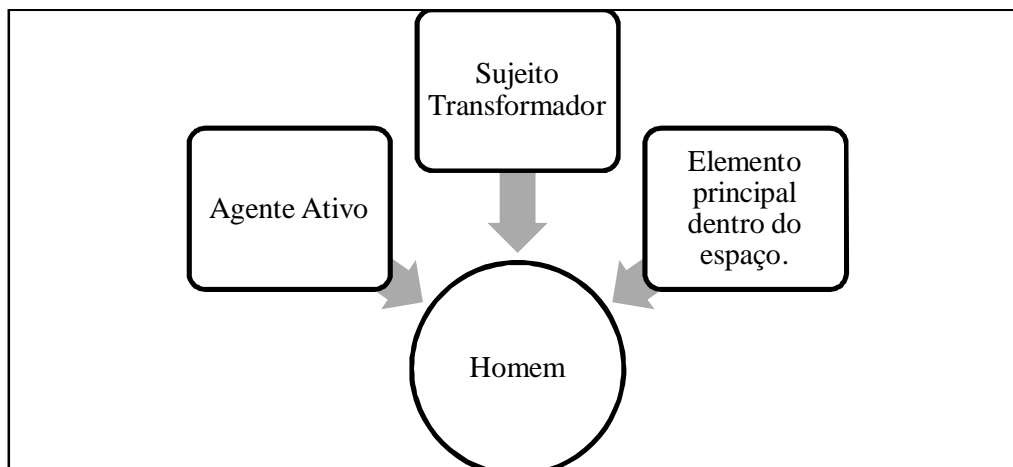 Sujeito
Transformador
Agente Ativo
Elemento
principal
dentro do
espaço.
Homem